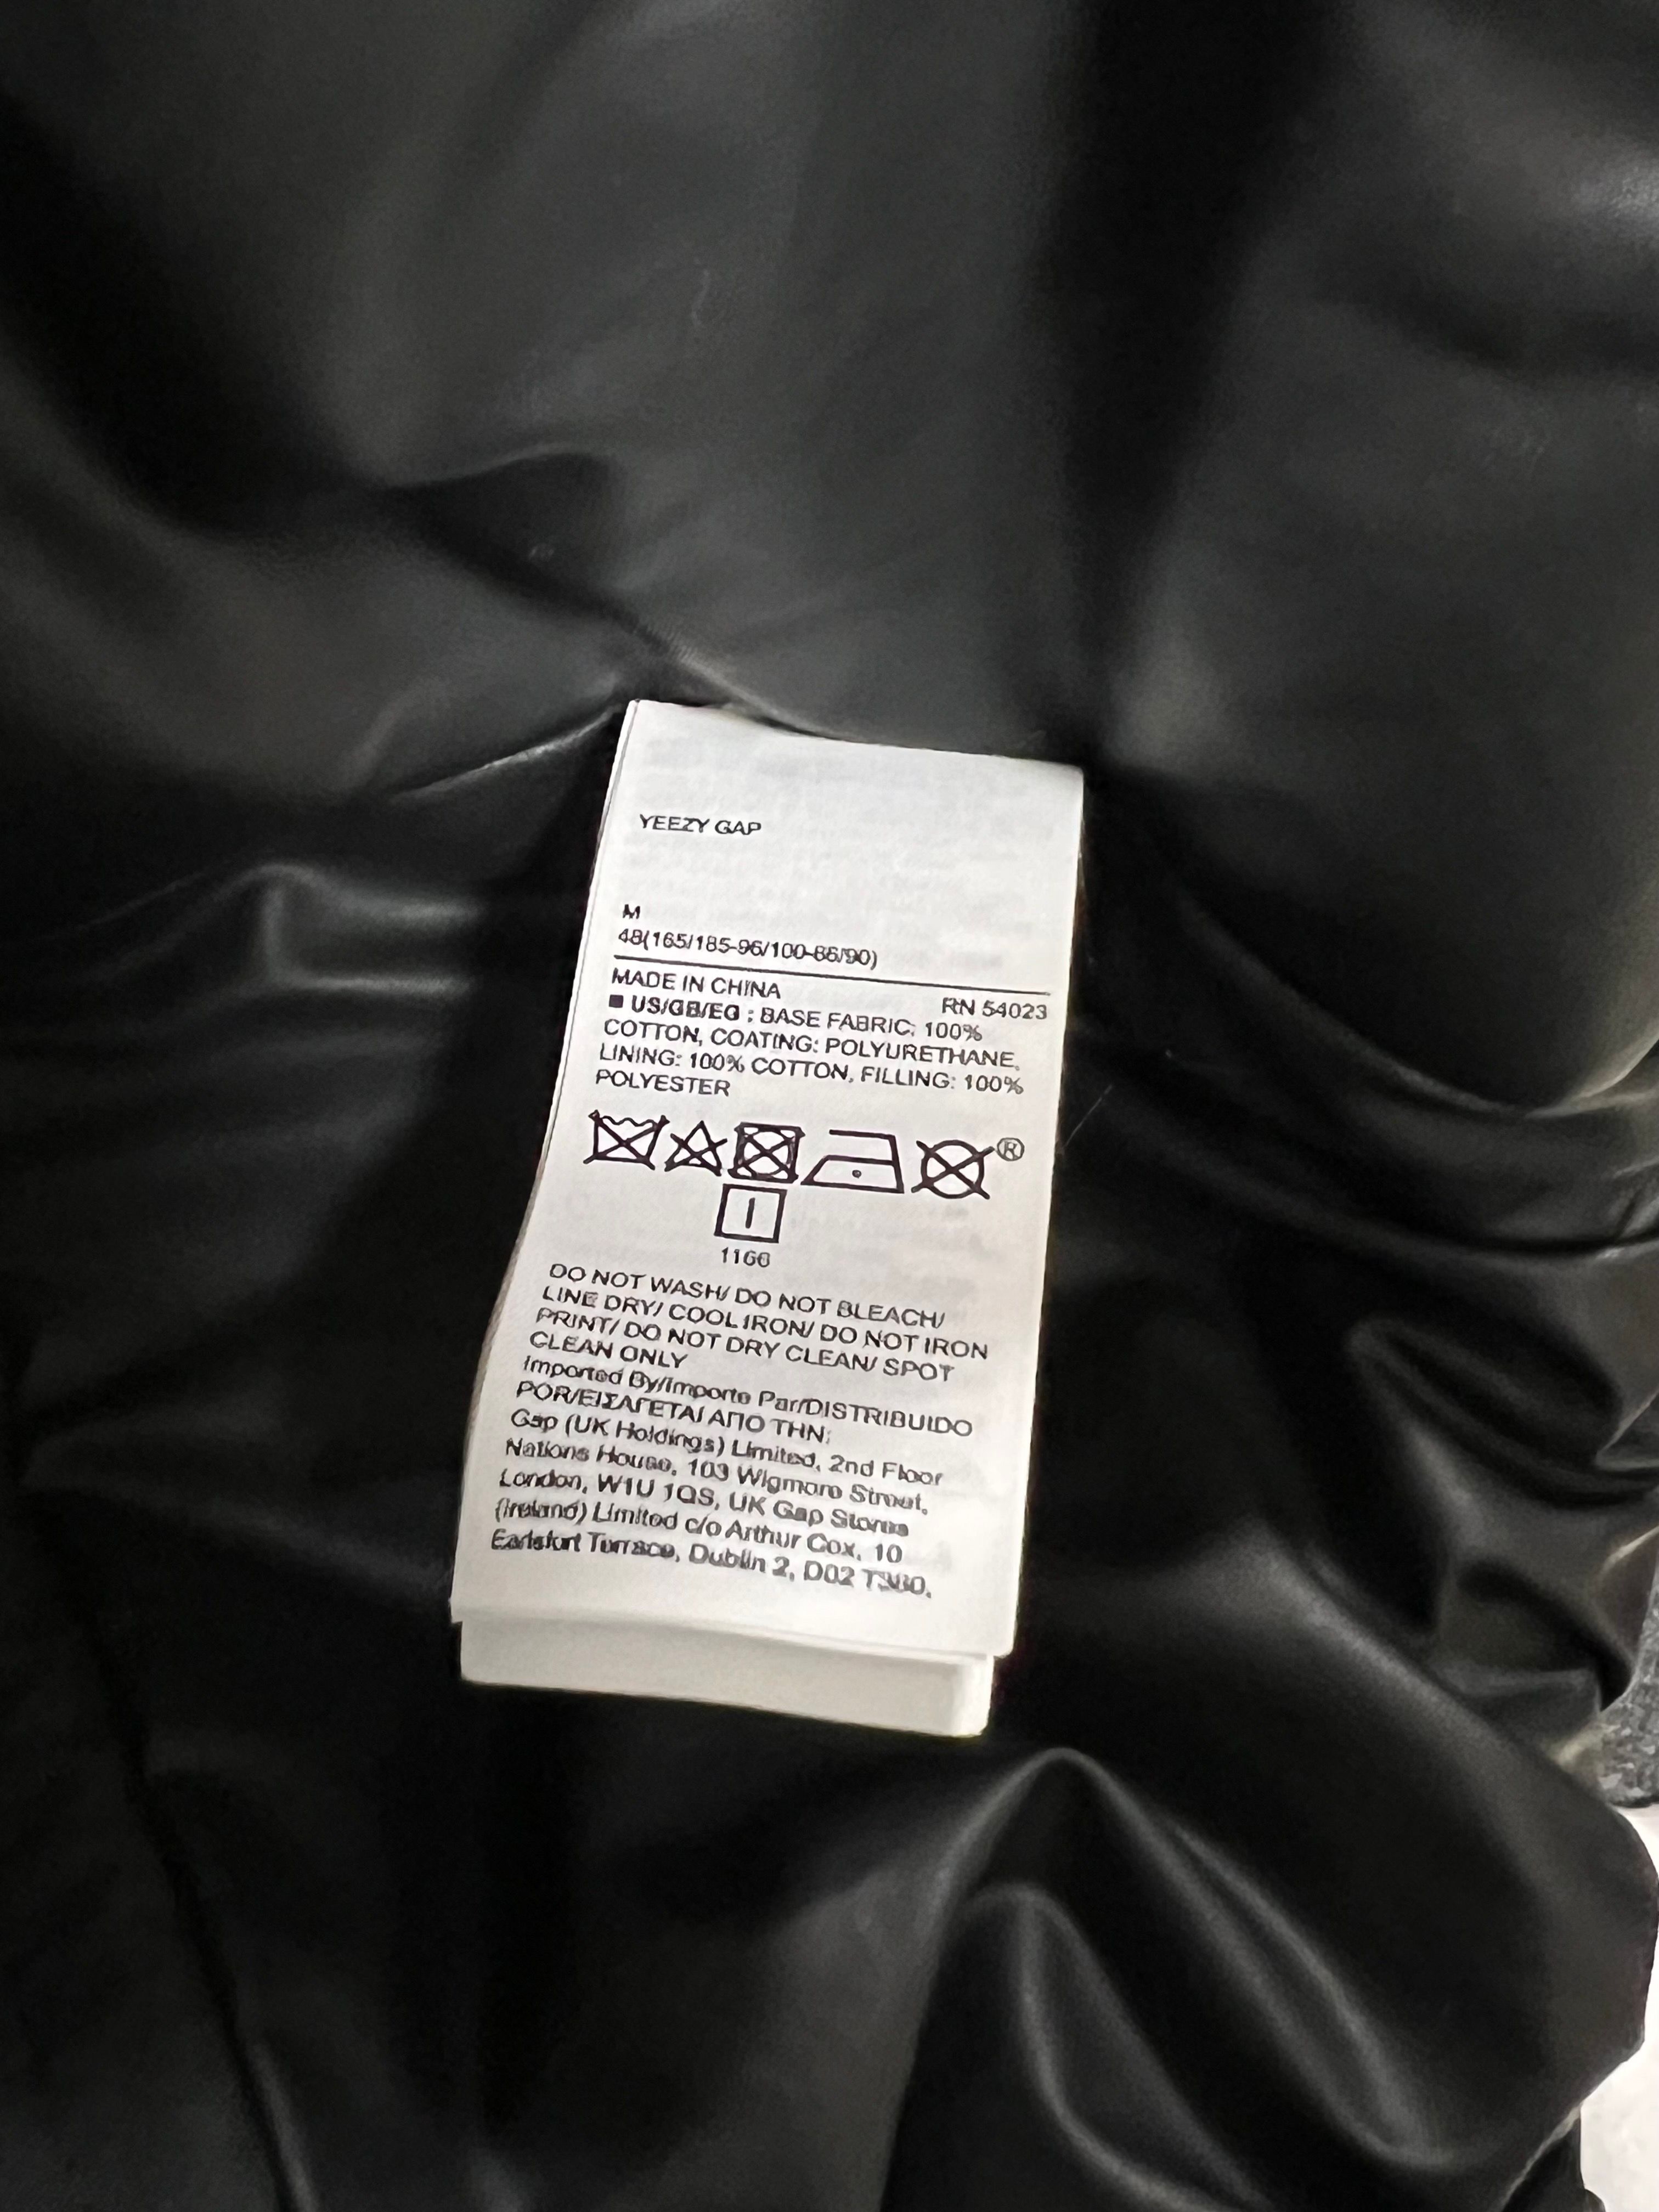 YEEZY GAP
M
48(165/185-96/100-86/90)
MADE IN CHINA RN 54023
■ US/GB/EG : BASE FABRIC: 100%
COTTON, COATING: POLYURETHANE,
LINING: 100% COTTON, FILLING: 100%
POLYESTER
®
1166
DO NOT WASH/ DO NOT BLEACH/
LINE DRY/ COOL IRON/ DO NOT IRON
PRINT/ DO NOT DRY CLEAN/ SPOT
CLEAN ONLY
Imported By/Importe Par/DISTRIBUIDO
POR/ΕΙΣΑΓΕΤΑΙ ΑΠΟ ΤΗΝ:
Gap (UK Holdings) Limited, 2nd Floor
Nations House, 103 Wigmore Street,
London, W1U 1QS, UK Gap Stores
(Ireland) Limited c/o Arthur Cox, 10
Earlsfort Terrace, Dublin 2, D02